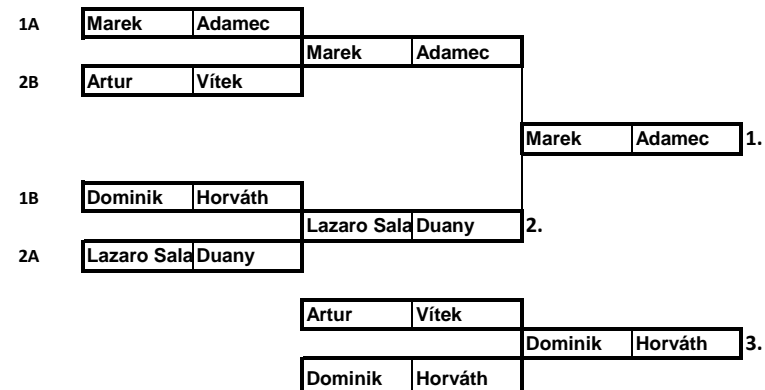 1A Marek Adamec
Marek Adamec
2B Artur Vítek
Marek Adamec 1.
1B Dominik Horváth
Lazaro Sala Duany 2.
2A Lazaro Sala Duany
Artur Vítek
Dominik Horváth 3.
Dominik Horváth